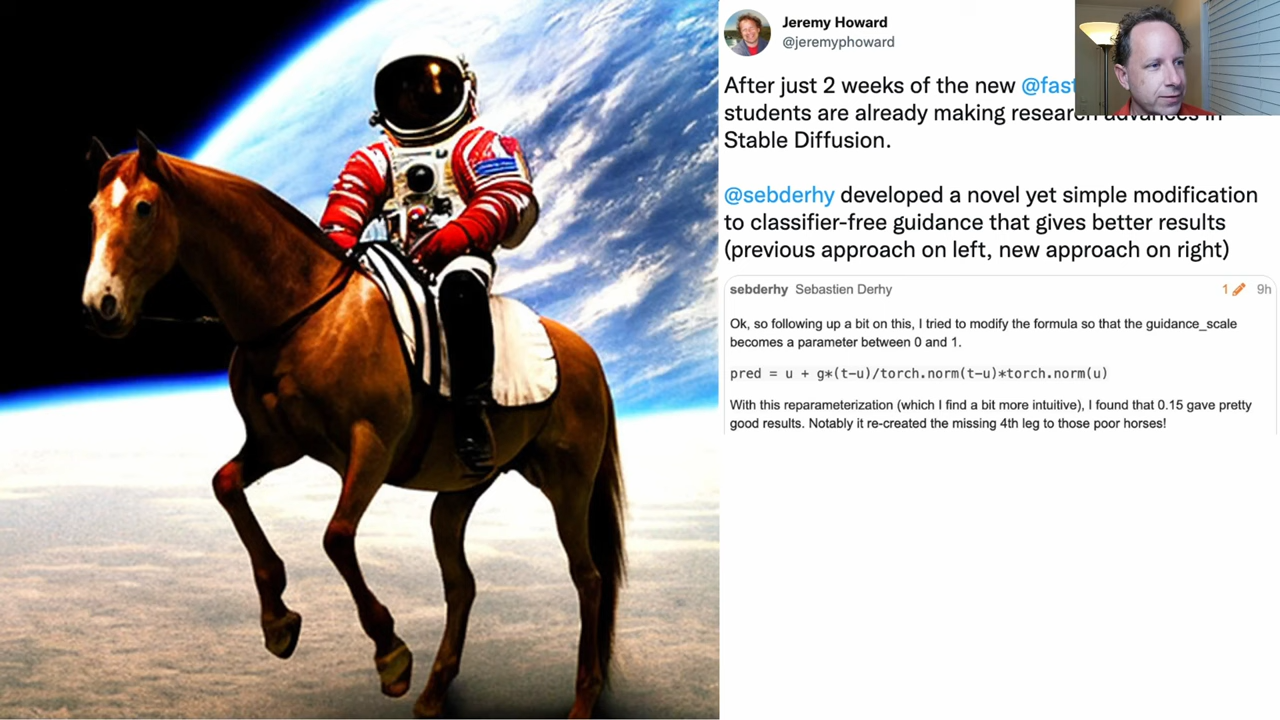 Jeremy Howard
@jeremyphoward
After just 2 weeks of the new @fast
students are already making research advances in
Stable Diffusion.
@sebderhy developed a novel yet simple modification
to classifier-free guidance that gives better results
(previous approach on left, new approach on right)
sebderhy Sebastien Derhy 1 9h
Ok, so following up a bit on this, I tried to modify the formula so that the guidance_scale
becomes a parameter between 0 and 1.
pred = u + g*(t-u)/torch.norm(t-u)*torch.norm(u)
With this reparameterization (which I find a bit more intuitive), I found that 0.15 gave pretty
good results. Notably it re-created the missing 4th leg to those poor horses!